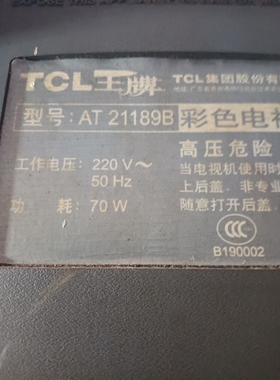 TCL王牌
TCL集团股份有
型号: AT 21189B 彩色电视
工作电压: 220 V～
50 Hz
功 耗: 70 W
高压危险
当电视机使用时
上后盖. 非专业
随意打开后盖.
CCC
B190002